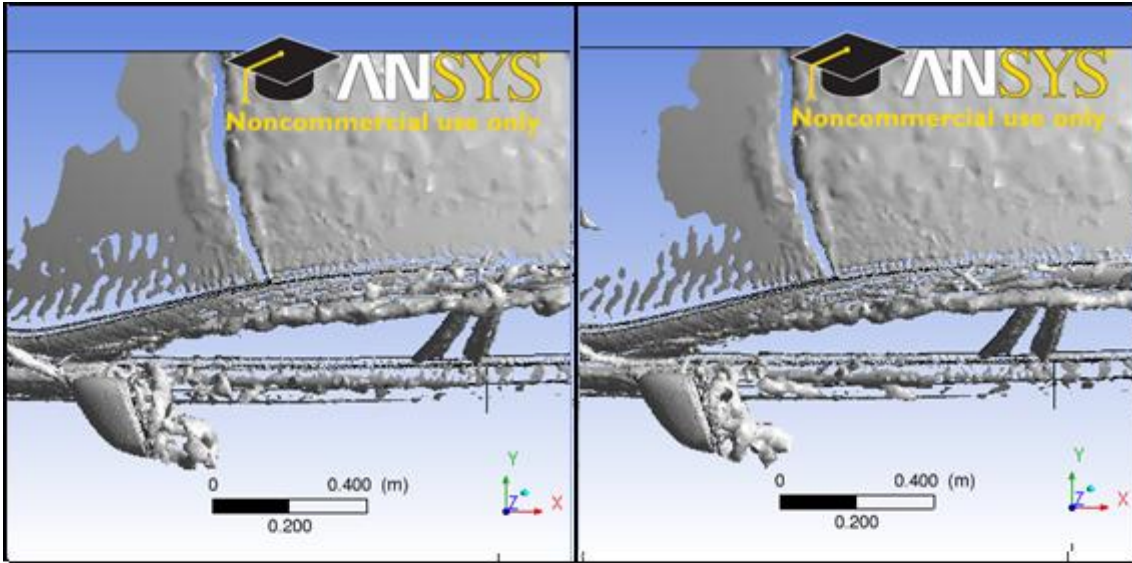 ANSYS
Noncommercial use only
0 0.400 (m)
0.200
Y
Z X
ANSYS
Noncommercial use only
0 0.400 (m)
0.200
Y
Z X